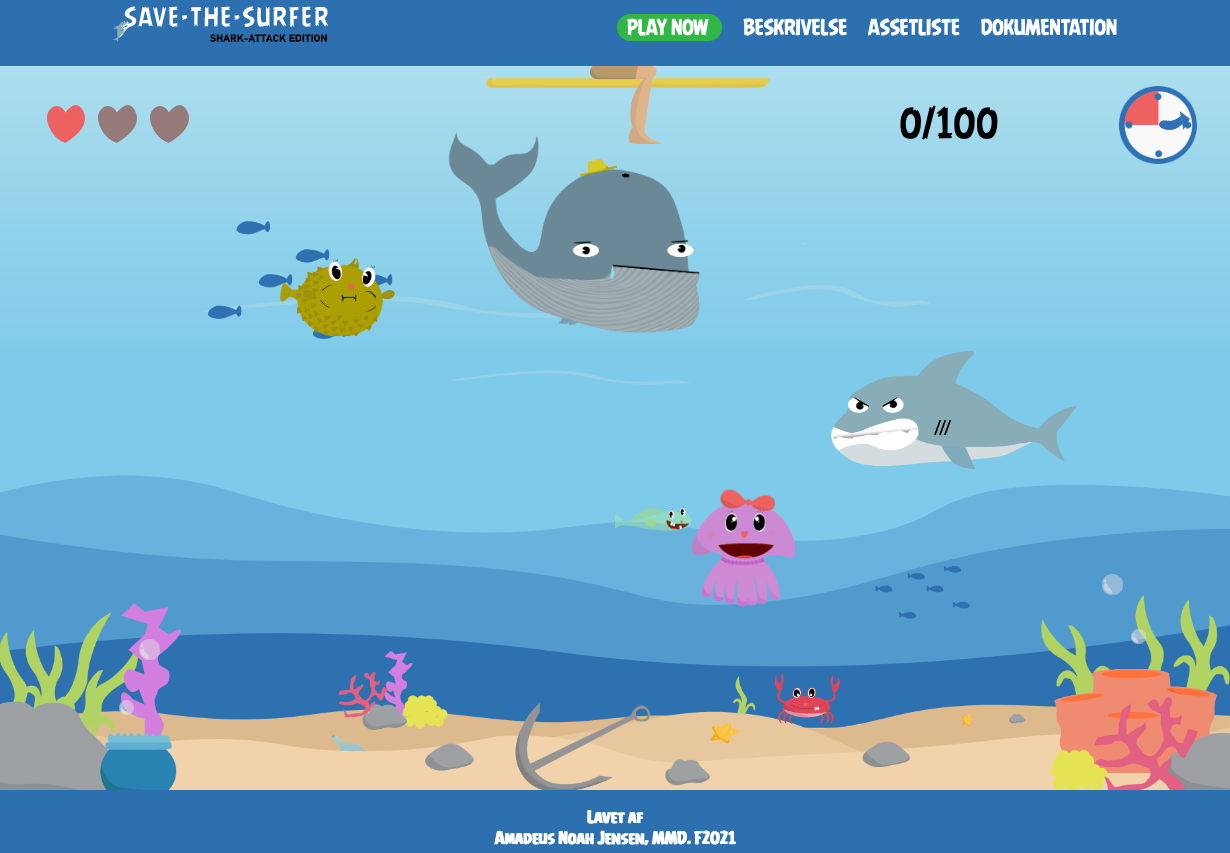 SAVE·THE·SURFER
SHARK-ATTACK EDITION
PLAY NOW BESKRIVELSE ASSETLISTE DOKUMENTATION
0/100
LAVET AF
AMADEUS NOAH JENSEN, MMD. F2021